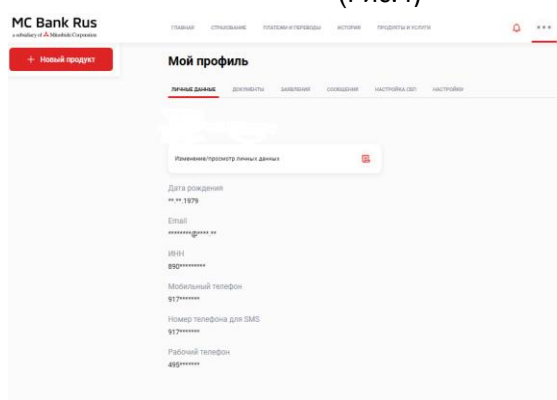 (Рис.4)
MC Bank Rus
a subsidiary of Mitsubishi Corporation
ГЛАВНАЯ СТРАХОВАНИЕ ПЛАТЕЖИ И ПЕРЕВОДЫ ИСТОРИЯ ПРОДУКТЫ И УСЛУГИ
+ Новый продукт
Мой профиль
ЛИЧНЫЕ ДАННЫЕ ДОКУМЕНТЫ ЗАЯВЛЕНИЯ СООБЩЕНИЯ НАСТРОЙКА СБП НАСТРОЙКИ
Изменение/просмотр личных данных
Дата рождения
**.**.1979
Email
********@****.**
ИНН
890*********
Мобильный телефон
917*******
Номер телефона для SMS
917*******
Рабочий телефон
495*******